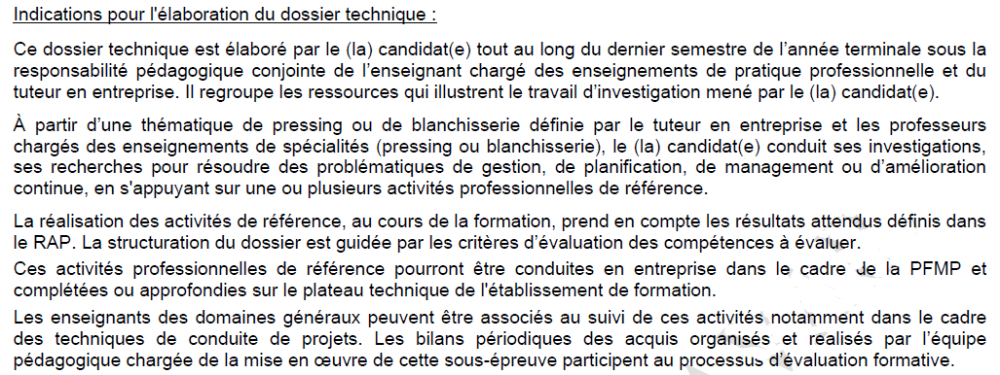 Indications pour l'élaboration du dossier technique :
Ce dossier technique est élaboré par le (la) candidat(e) tout au long du dernier semestre de l’année terminale sous la
responsabilité pédagogique conjointe de l’enseignant chargé des enseignements de pratique professionnelle et du
tuteur en entreprise. Il regroupe les ressources qui illustrent le travail d’investigation mené par le (la) candidat(e).
À partir d’une thématique de pressing ou de blanchisserie définie par le tuteur en entreprise et les professeurs
chargés des enseignements de spécialités (pressing ou blanchisserie), le (la) candidat(e) conduit ses investigations,
ses recherches pour résoudre des problématiques de gestion, de planification, de management ou d’amélioration
continue, en s'appuyant sur une ou plusieurs activités professionnelles de référence.
La réalisation des activités de référence, au cours de la formation, prend en compte les résultats attendus définis dans
le RAP. La structuration du dossier est guidée par les critères d’évaluation des compétences à évaluer.
Ces activités professionnelles de référence pourront être conduites en entreprise dans le cadre de la PFMP et
complétées ou approfondies sur le plateau technique de l'établissement de formation.
Les enseignants des domaines généraux peuvent être associés au suivi de ces activités notamment dans le cadre
des techniques de conduite de projets. Les bilans périodiques des acquis organisés et réalisés par l’équipe
pédagogique chargée de la mise en œuvre de cette sous-épreuve participent au processus d’évaluation formative.